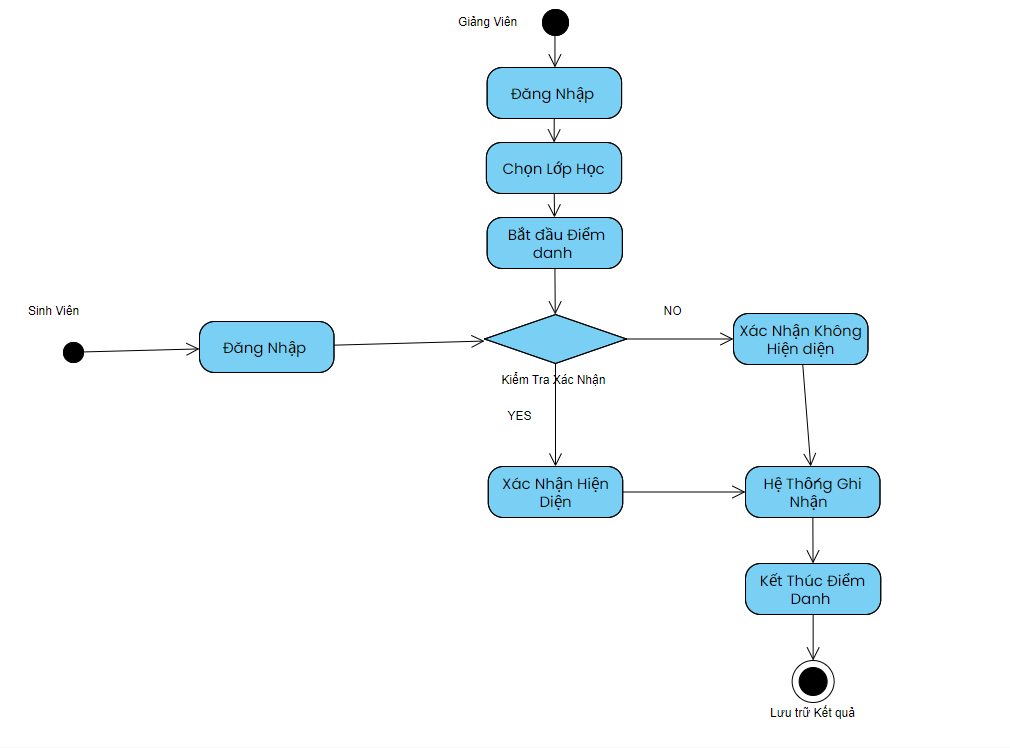 Giảng Viên
Đăng Nhập
Chọn Lớp Học
Bắt đầu Điểm
danh
Sinh Viên
Đăng Nhập
NO
Xác Nhận Không
Hiện diện
Kiểm Tra Xác Nhận
YES
Xác Nhận Hiện
Diện
Hệ Thống Ghi
Nhận
Kết Thúc Điểm
Danh
Lưu trữ Kết quả